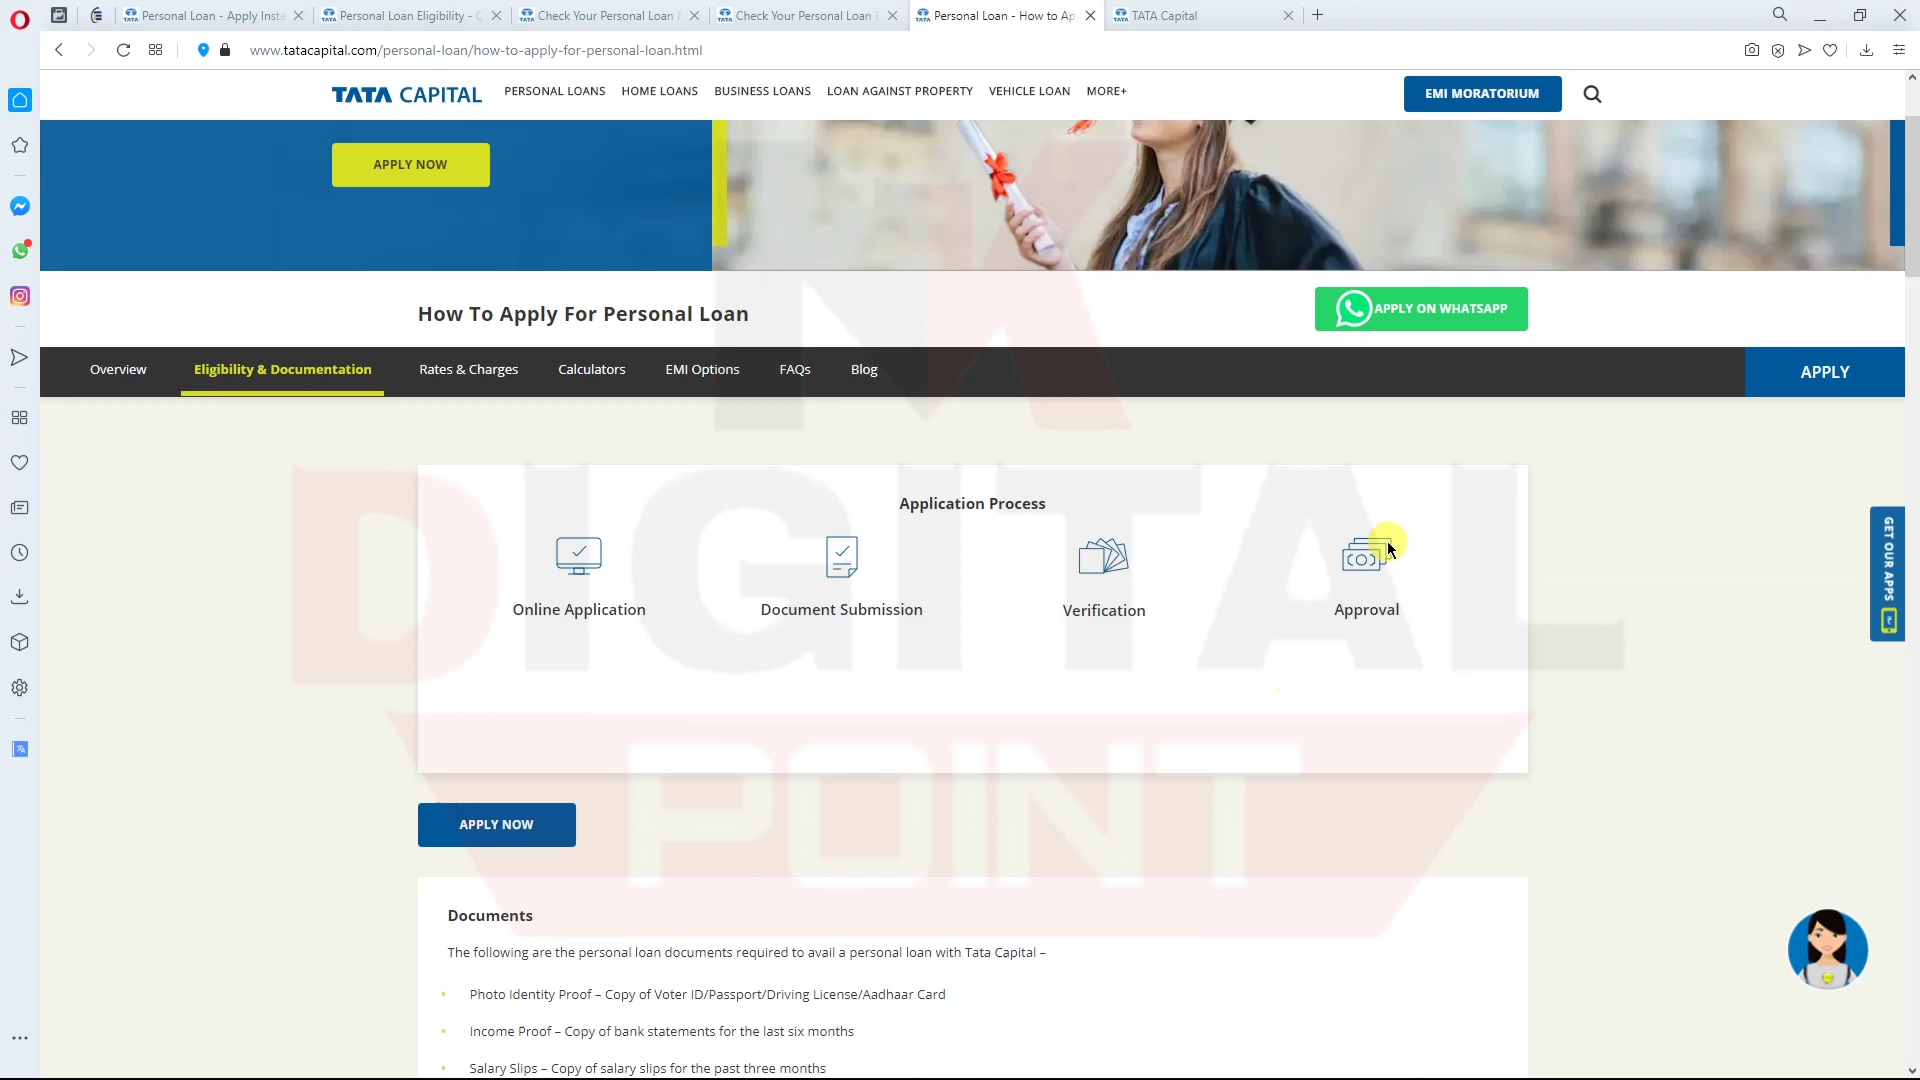 Personal Loan - Apply Insta
Personal Loan Eligibility - C
Check Your Personal Loan E
Check Your Personal Loan E
Personal Loan - How to Ap
TATA Capital
www.tatacapital.com/personal-loan/how-to-apply-for-personal-loan.html
TATA CAPITAL
PERSONAL LOANS
HOME LOANS
BUSINESS LOANS
LOAN AGAINST PROPERTY
VEHICLE LOAN
MORE+
EMI MORATORIUM
APPLY NOW
How To Apply For Personal Loan
APPLY ON WHATSAPP
Overview
Eligibility & Documentation
Rates & Charges
Calculators
EMI Options
FAQs
Blog
APPLY
Application Process
Online Application
Document Submission
Verification
Approval
GET OUR APPS
DIGITAL
POINT
APPLY NOW
Documents
The following are the personal loan documents required to avail a personal loan with Tata Capital –
Photo Identity Proof – Copy of Voter ID/Passport/Driving License/Aadhaar Card
Income Proof – Copy of bank statements for the last six months
Salary Slips – Copy of salary slips for the past three months